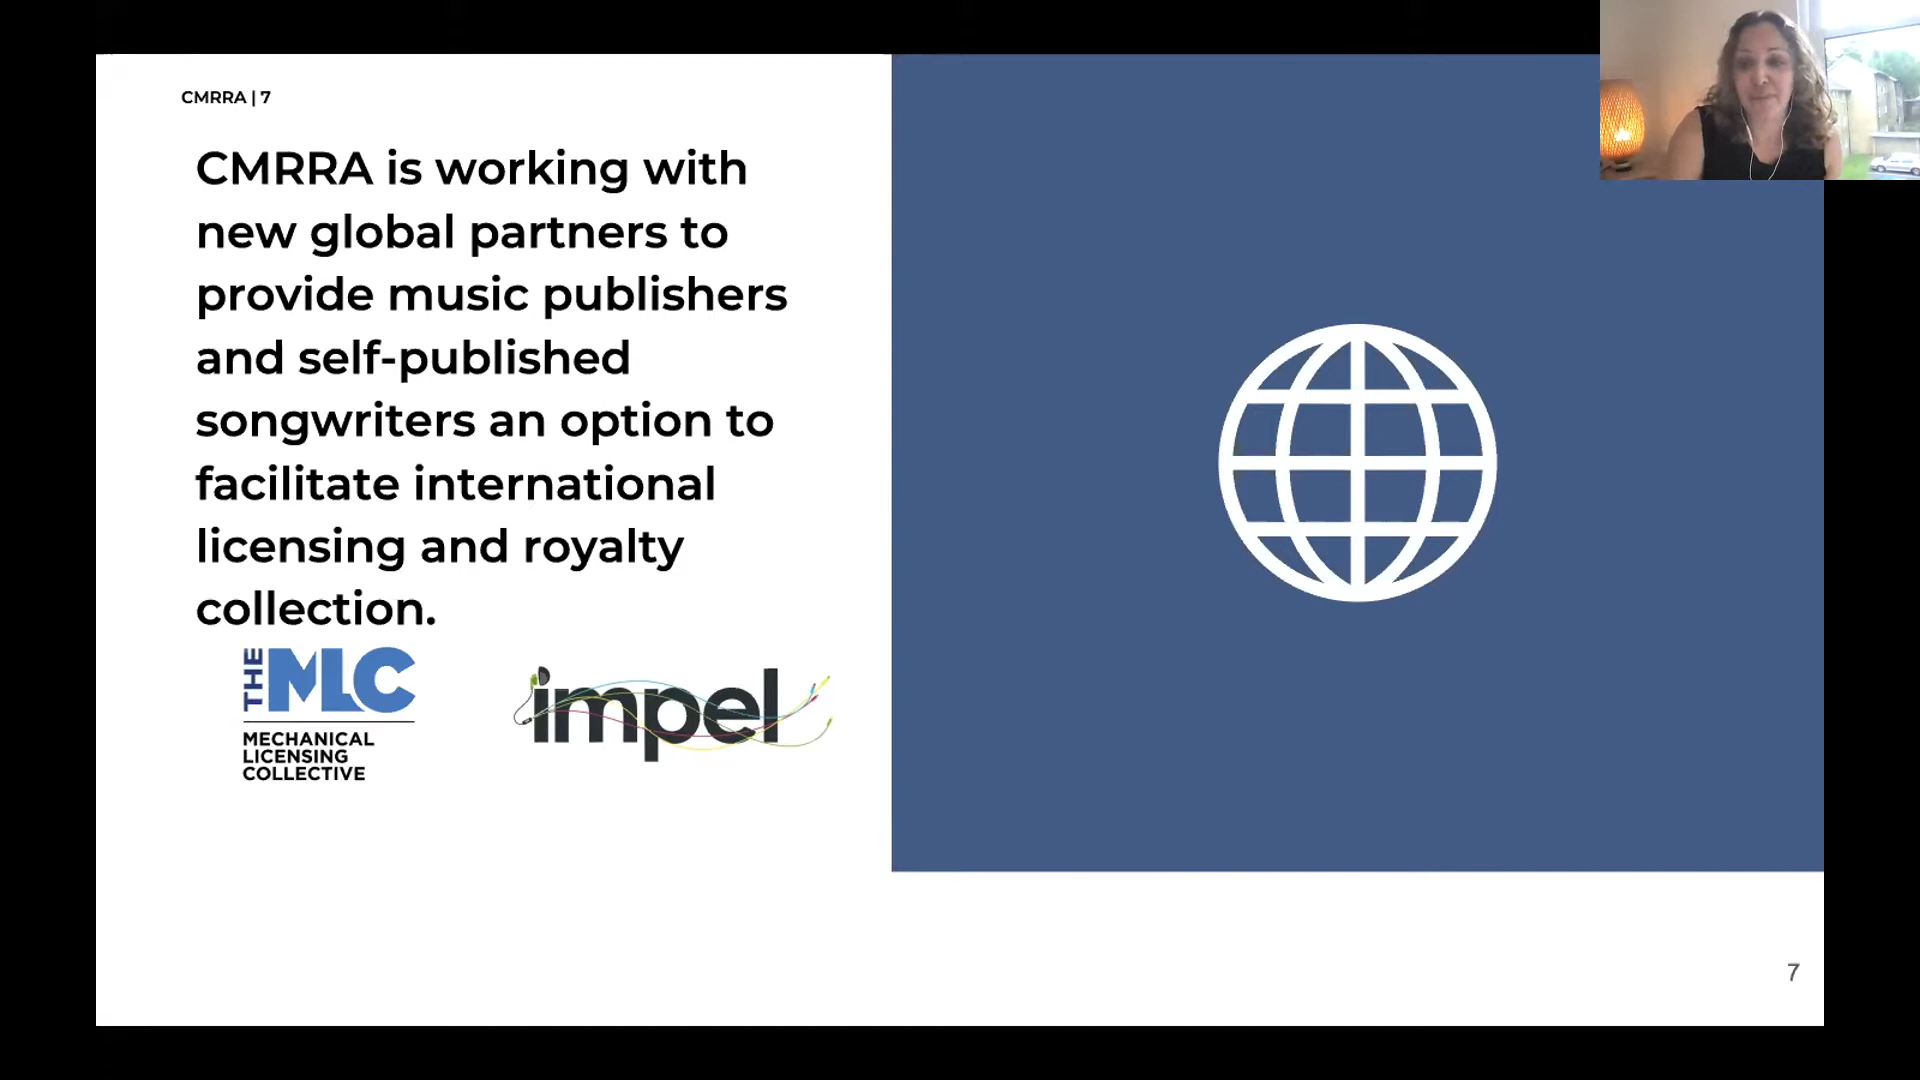 CMRRA | 7
CMRRA is working with
new global partners to
provide music publishers
and self-published
songwriters an option to
facilitate international
licensing and royalty
collection.
THE MLC
MECHANICAL
LICENSING
COLLECTIVE
impel
7